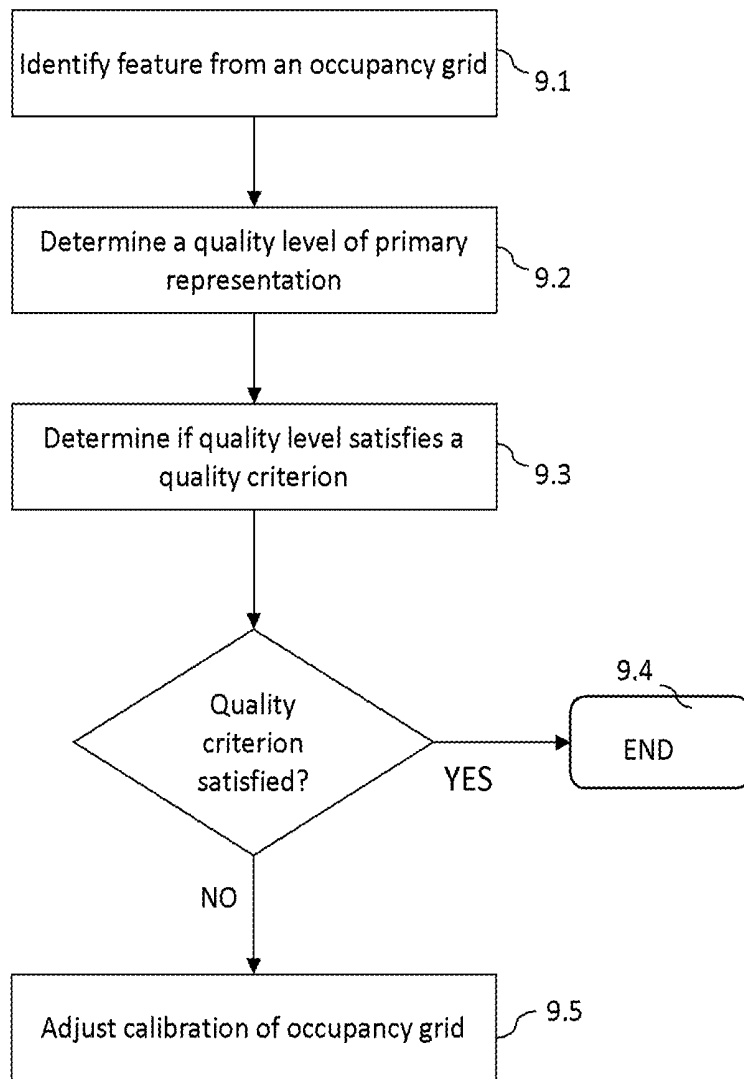 Identify feature from an occupancy grid
9.1
Determine a quality level of primary
representation
9.2
Determine if quality level satisfies a
quality criterion
9.3
Quality
criterion
satisfied?
YES
9.4
END
NO
Adjust calibration of occupancy grid
9.5